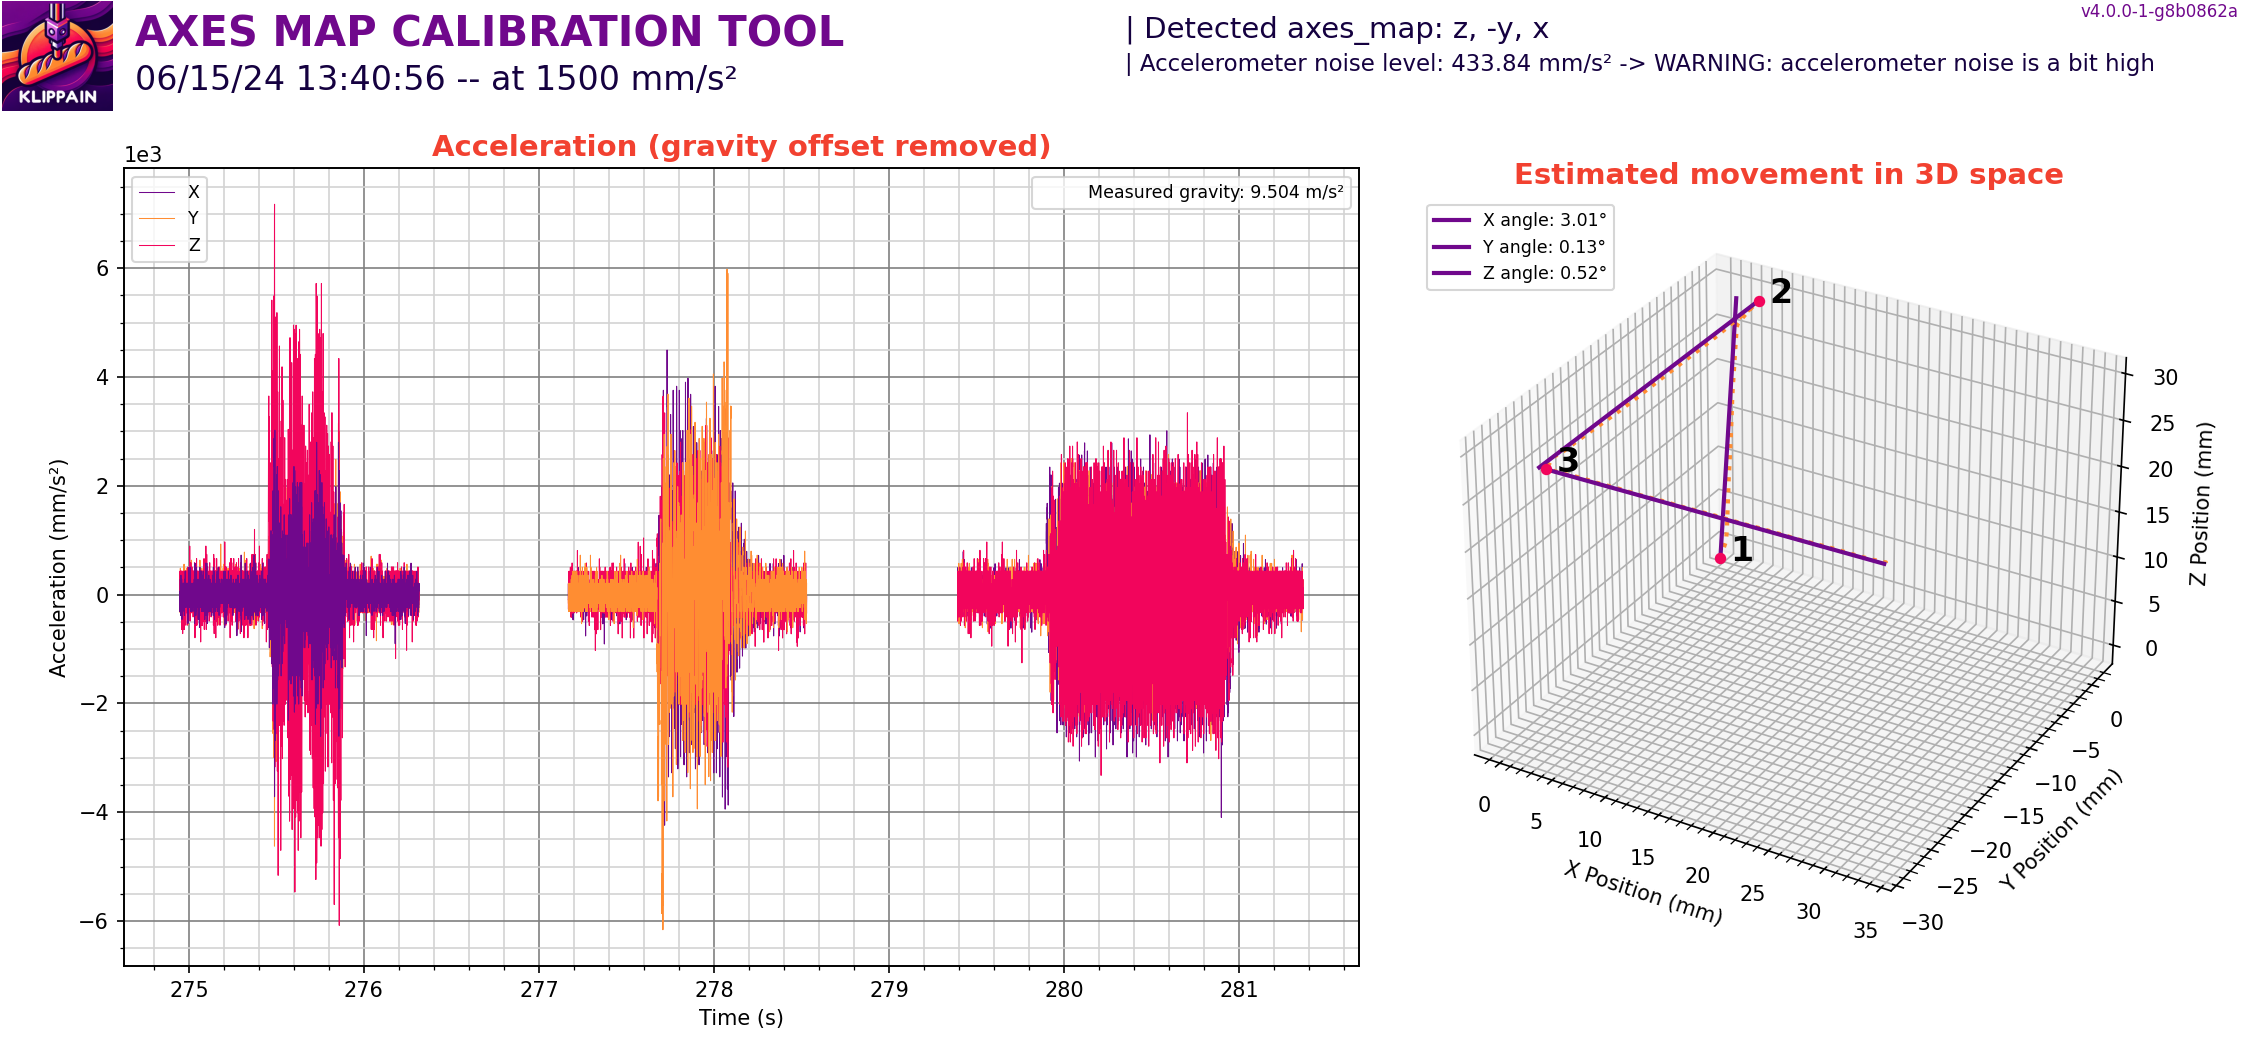 KLIPPAIN
AXES MAP CALIBRATION TOOL
06/15/24 13:40:56 -- at 1500 mm/s²
| Detected axes_map: z, -y, x
| Accelerometer noise level: 433.84 mm/s² -> WARNING: accelerometer noise is a bit high
v4.0.0-1-g8b0862a
Acceleration (gravity offset removed)
1e3
X
Y
Z
Measured gravity: 9.504 m/s²
6
4
2
0
−2
−4
−6
Acceleration (mm/s²)
275
276
277
278
279
280
281
Time (s)
Estimated movement in 3D space
X angle: 3.01°
Y angle: 0.13°
Z angle: 0.52°
2
3
1
30
25
20
15
10
5
0
Z Position (mm)
0
−5
−10
−15
−20
−25
−30
Y Position (mm)
0
5
10
15
20
25
30
35
X Position (mm)